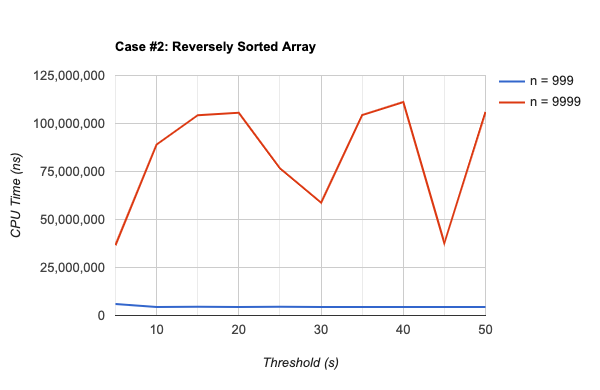 Case #2: Reversely Sorted Array
125,000,000
100,000,000
75,000,000
50,000,000
25,000,000
0
CPU Time (ns)
10 20 30 40 50
Threshold (s)
n = 999
n = 9999